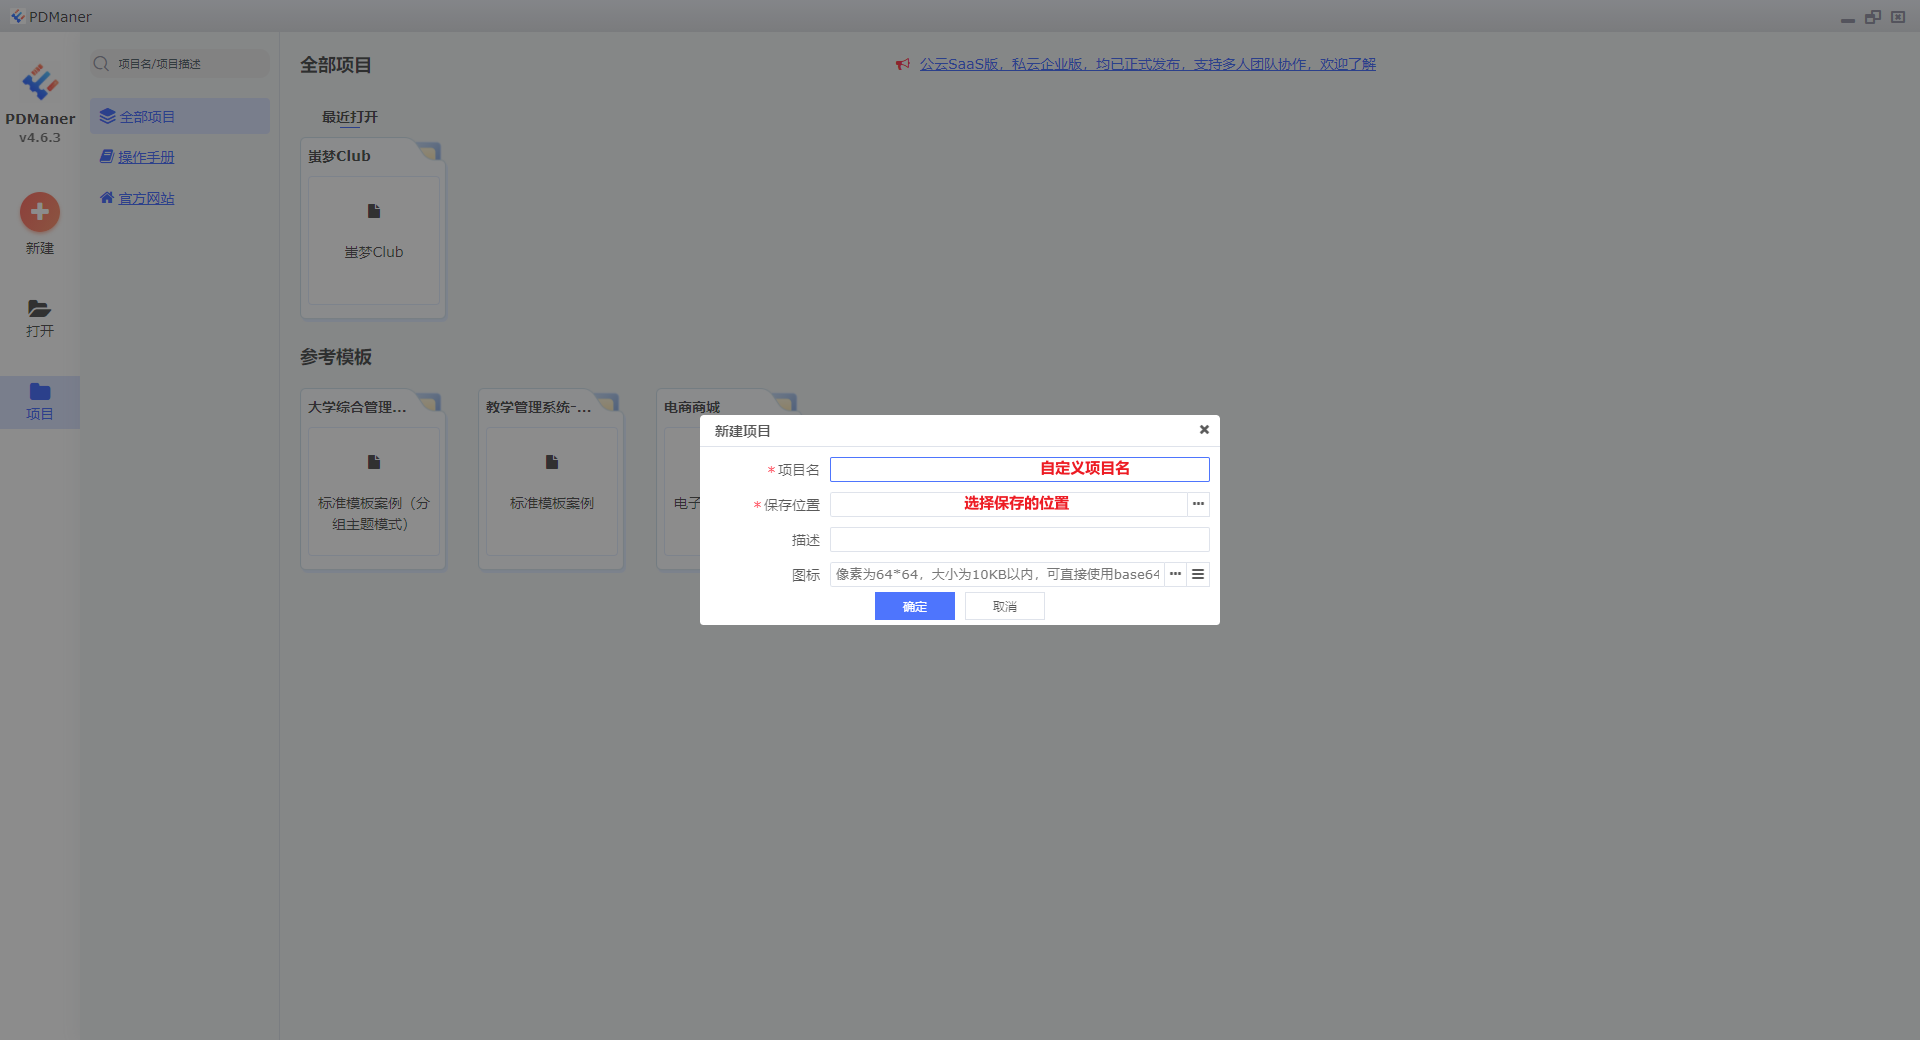 PDManer
PDManer
v4.6.3
新建
打开
项目
项目名/项目描述
全部项目
操作手册
官方网站
全部项目
公云SaaS版，私云企业版，均已正式发布，支持多人团队协作，欢迎了解
最近打开
蚩梦Club
蚩梦Club
参考模板
大学综合管理...
标准模板案例（分
组主题模式）
教学管理系统-...
标准模板案例
电商商城
电子
新建项目
*项目名
自定义项目名
*保存位置
选择保存的位置
描述
图标
像素为64*64，大小为10KB以内，可直接使用base64
确定
取消